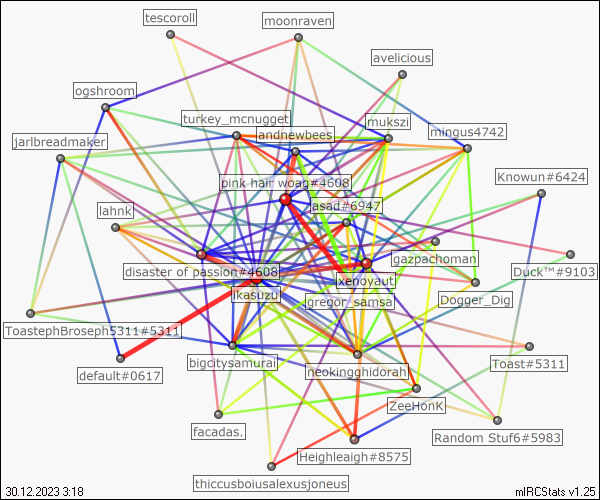 tescoroll
moonraven
avelicious
ogshroom
turkey_mcnugget
mukszi
andnewbees
mingus4742
jarlbreadmaker
pink hair woag#4608
Knowun#6424
asad#6947
lahnk
gazpachoman
disaster of passion#4608
xenoyaut
Duck™#9103
ikasuzu
gregor_samsa
Dogger_Dig
ToastephBroseph5311#5311
bigcitysamurai
neokingghidorah
Toast#5311
default#0617
ZeeHonK
facadas.
Random Stuf6#5983
Heighleaigh#8575
thiccusboiusalexusjoneus
30.12.2023 3:18
mIRCStats v1.25